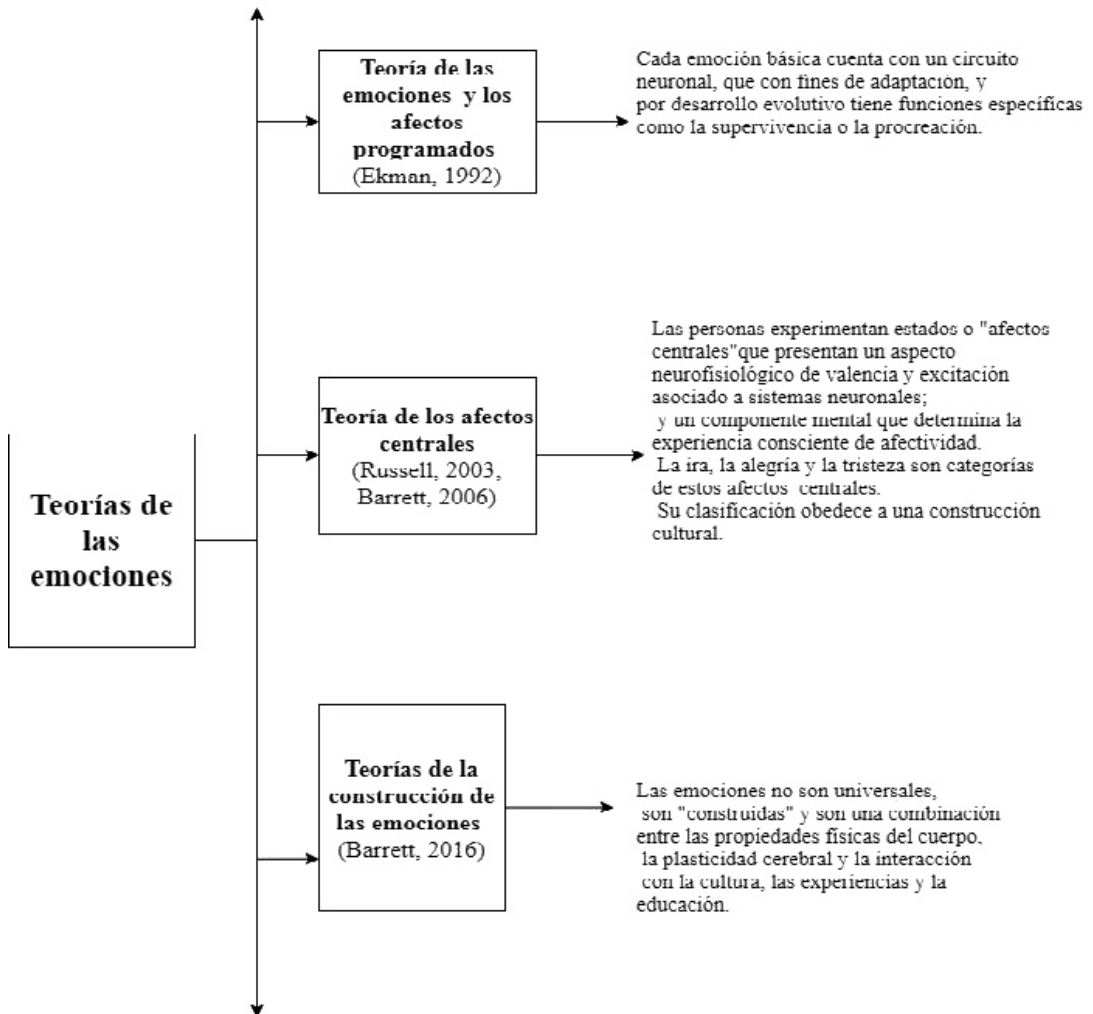 Teorías de
las
emociones
Teoría de las
emociones y los
afectos
programados
(Ekman, 1992)
Cada emoción básica cuenta con un circuito
neuronal, que con fines de adaptación, y
por desarrollo evolutivo tiene funciones específicas
como la supervivencia o la procreación.
Teoría de los afectos
centrales
(Russell, 2003,
Barrett, 2006)
Las personas experimentan estados o "afectos
centrales"que presentan un aspecto
neurofisiológico de valencia y excitación
asociado a sistemas neuronales;
y un componente mental que determina la
experiencia consciente de afectividad.
La ira, la alegría y la tristeza son categorías
de estos afectos centrales.
Su clasificación obedece a una construcción
cultural.
Teorías de la
construcción de
las emociones
(Barrett, 2016)
Las emociones no son universales,
son "construidas" y son una combinación
entre las propiedades físicas del cuerpo,
la plasticidad cerebral y la interacción
con la cultura, las experiencias y la
educación.